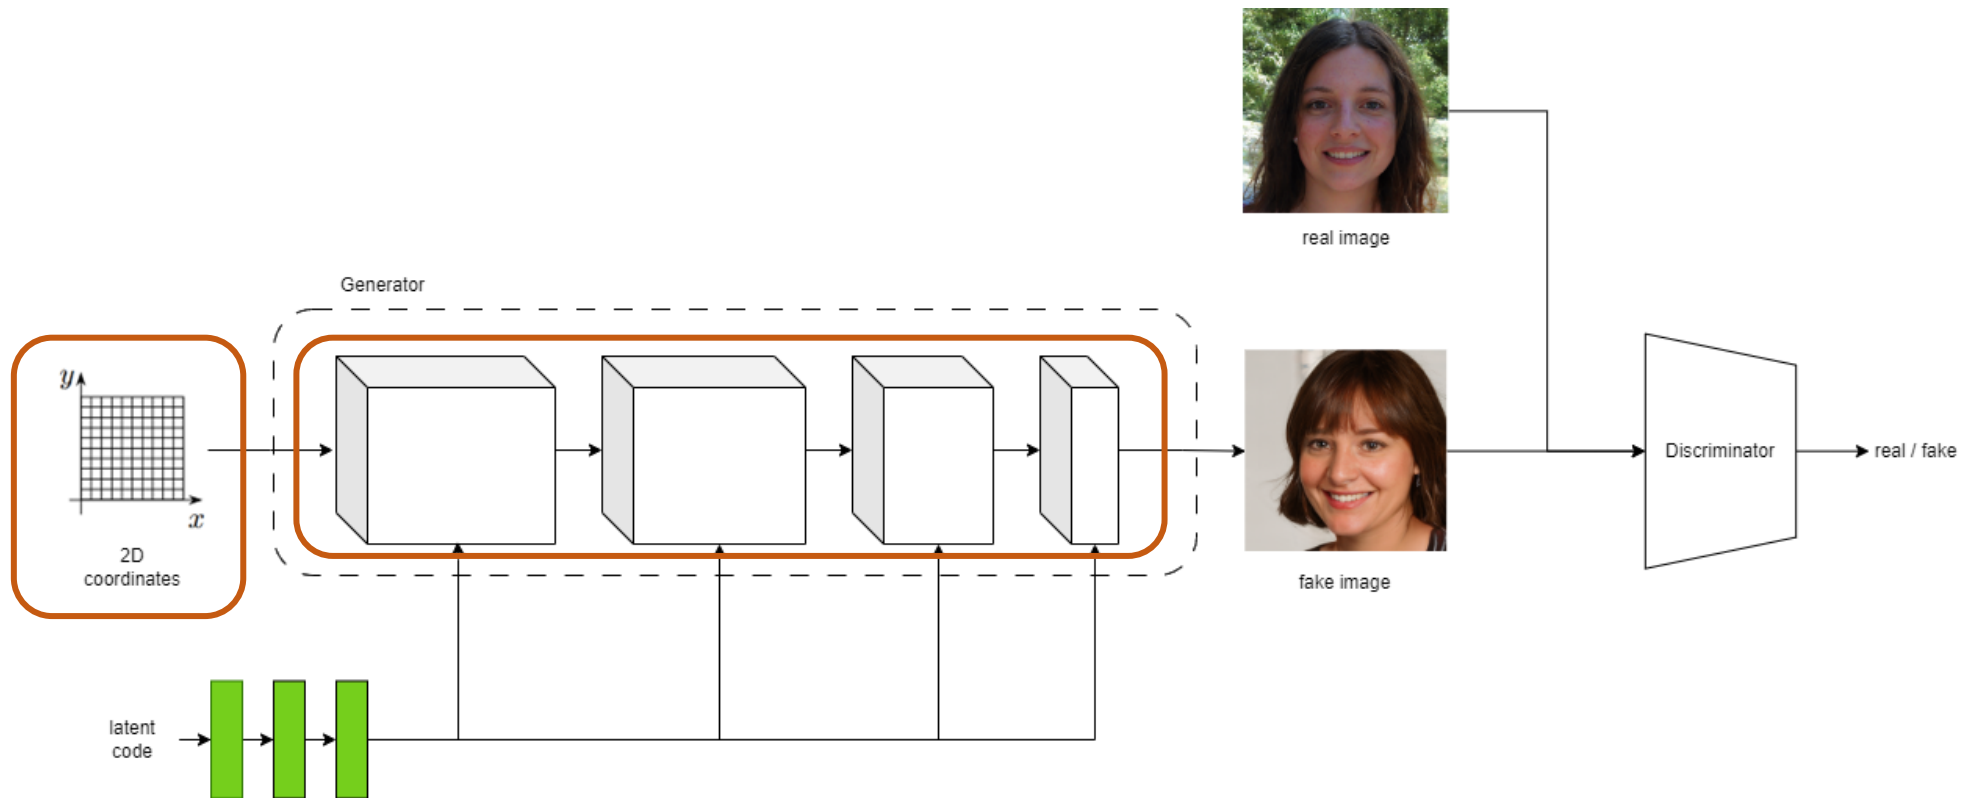 real image
Generator
y
x
2D
coordinates
fake image
Discriminator
real / fake
latent
code